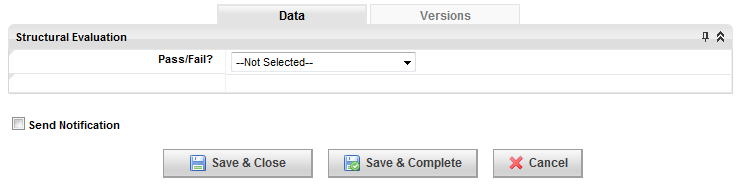 Data Versions
Structural Evaluation
Pass/Fail? --Not Selected--
Send Notification
Save & Close Save & Complete Cancel